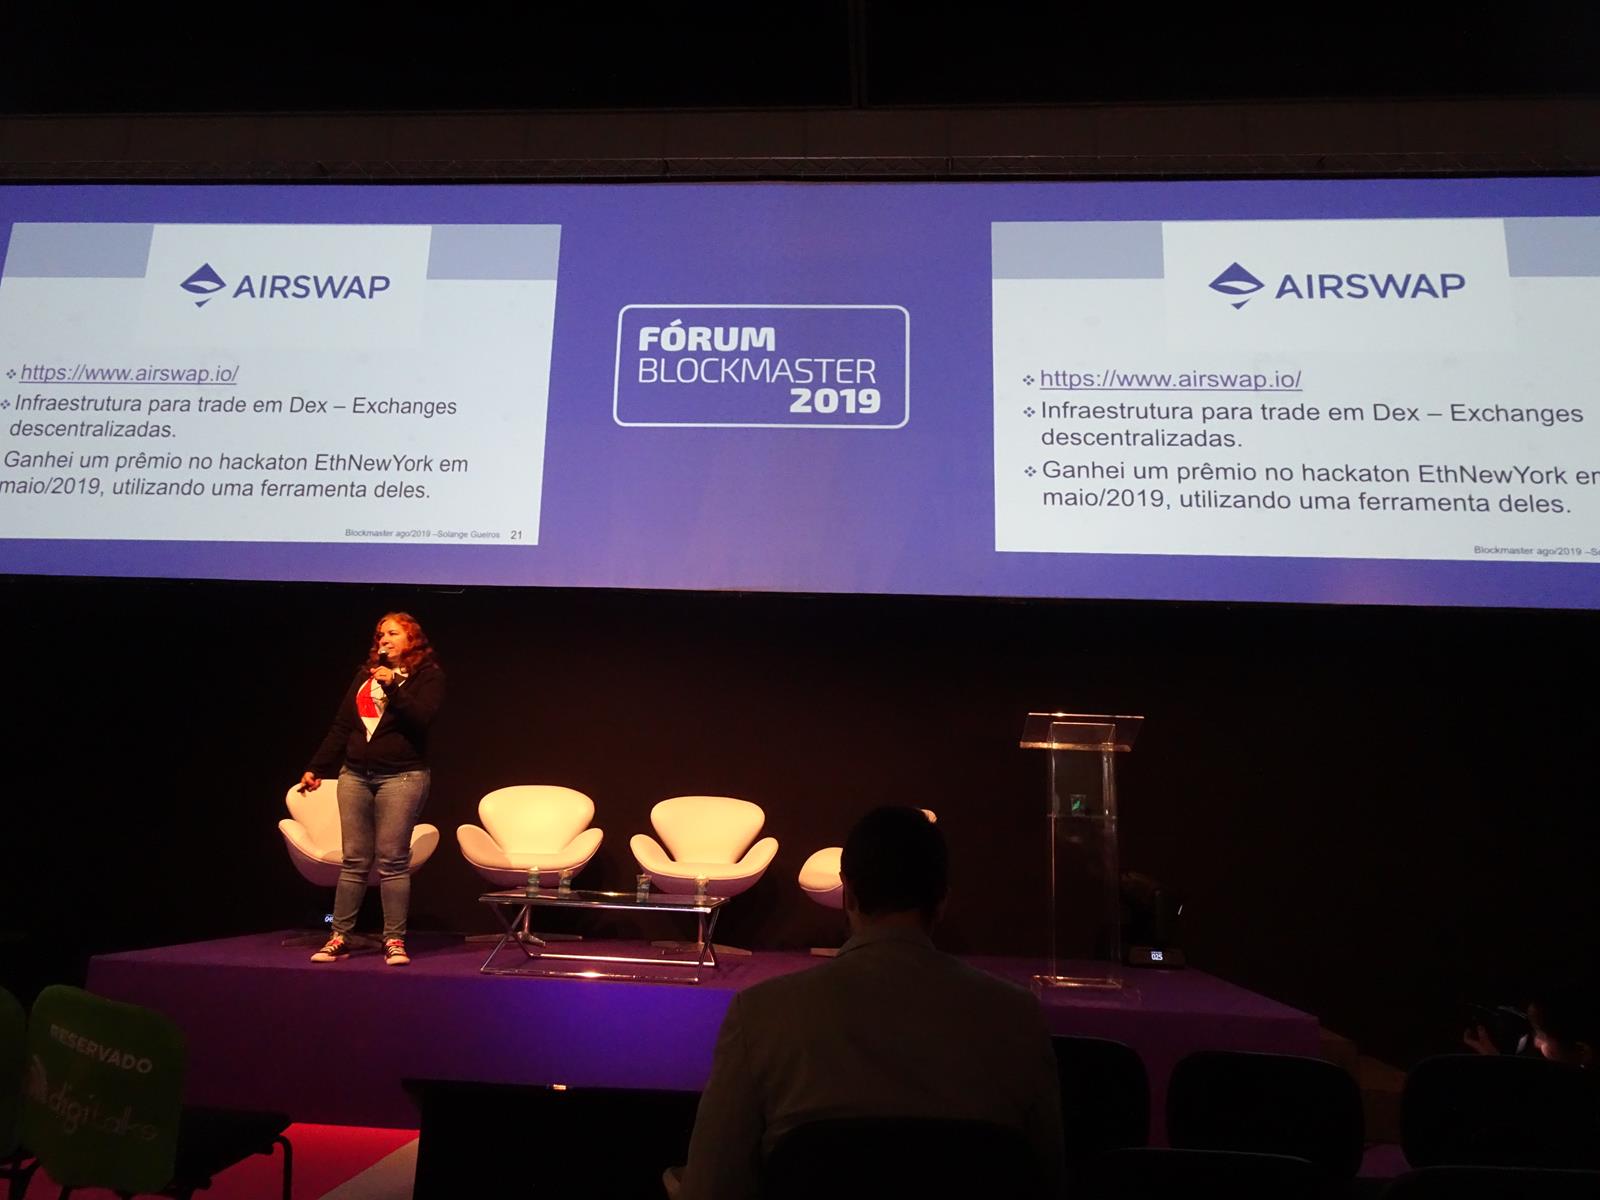 AIRSWAP
https://www.airswap.io/
Infraestrutura para trade em Dex – Exchanges
descentralizadas.
Ganhei um prêmio no hackaton EthNewYork em
maio/2019, utilizando uma ferramenta deles.
Blockmaster ago/2019 –Solange Gueiros 21
FÓRUM
BLOCKMASTER
2019
AIRSWAP
https://www.airswap.io/
Infraestrutura para trade em Dex – Exchanges
descentralizadas.
Ganhei um prêmio no hackaton EthNewYork
maio/2019, utilizando uma ferramenta deles.
Blockmaster ago/2019
025
RESERVADO
digitalks